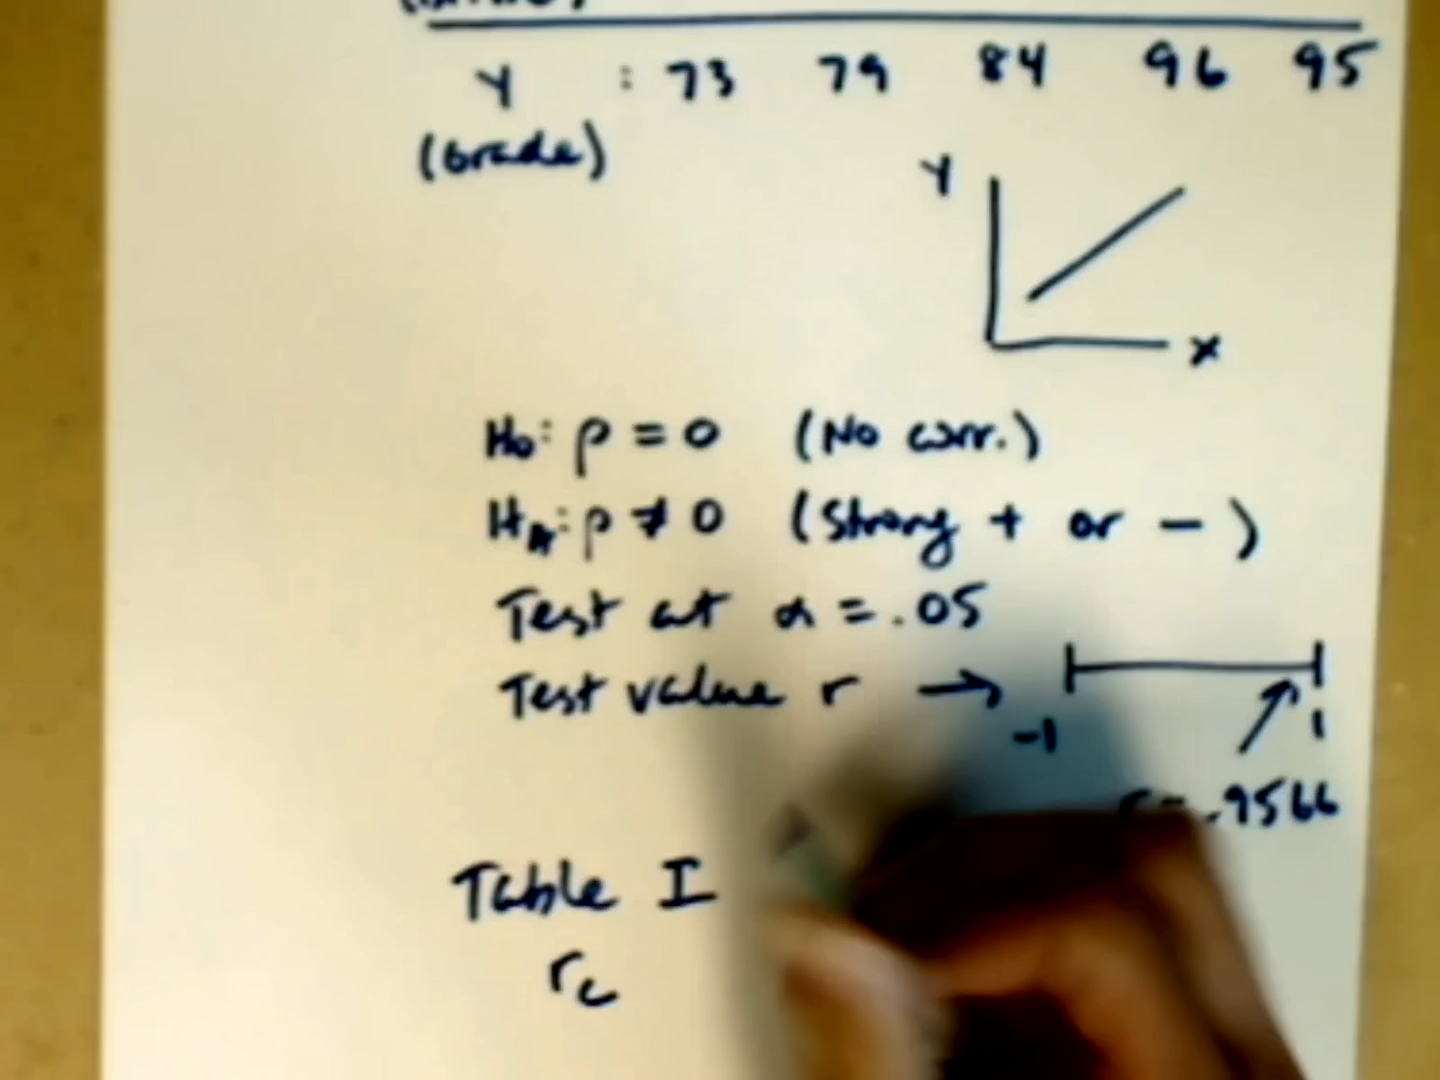 Y : 73 79 84 96 95
(Grade)
Y
X
H₀: ρ = 0 (No corr.)
Hₐ: ρ ≠ 0 (Strong + or -)
Test at α = .05
Test value r →
-1 1
r = .9566
Table I
rc